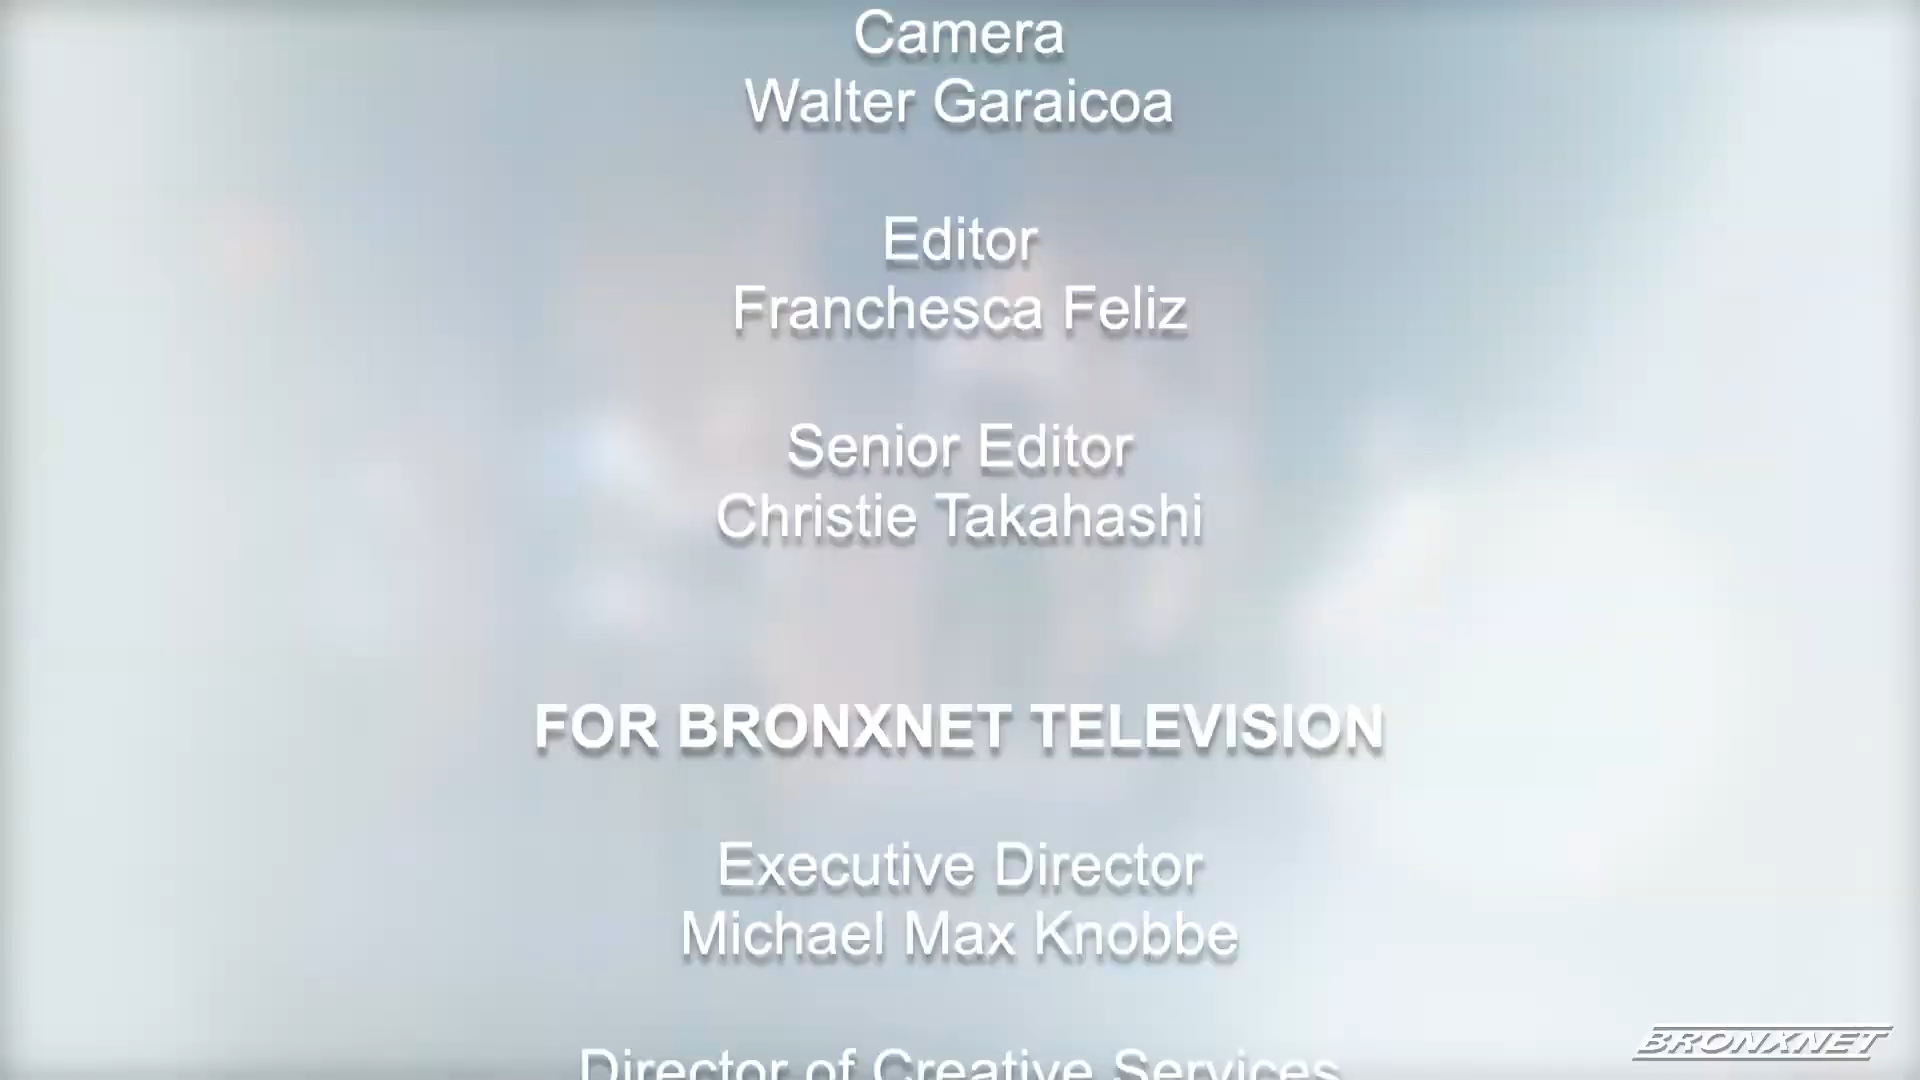 Camera
Walter Garaicoa
Editor
Franchesca Feliz
Senior Editor
Christie Takahashi
FOR BRONXNET TELEVISION
Executive Director
Michael Max Knobbe
Director of Creative Services
BRONXNET